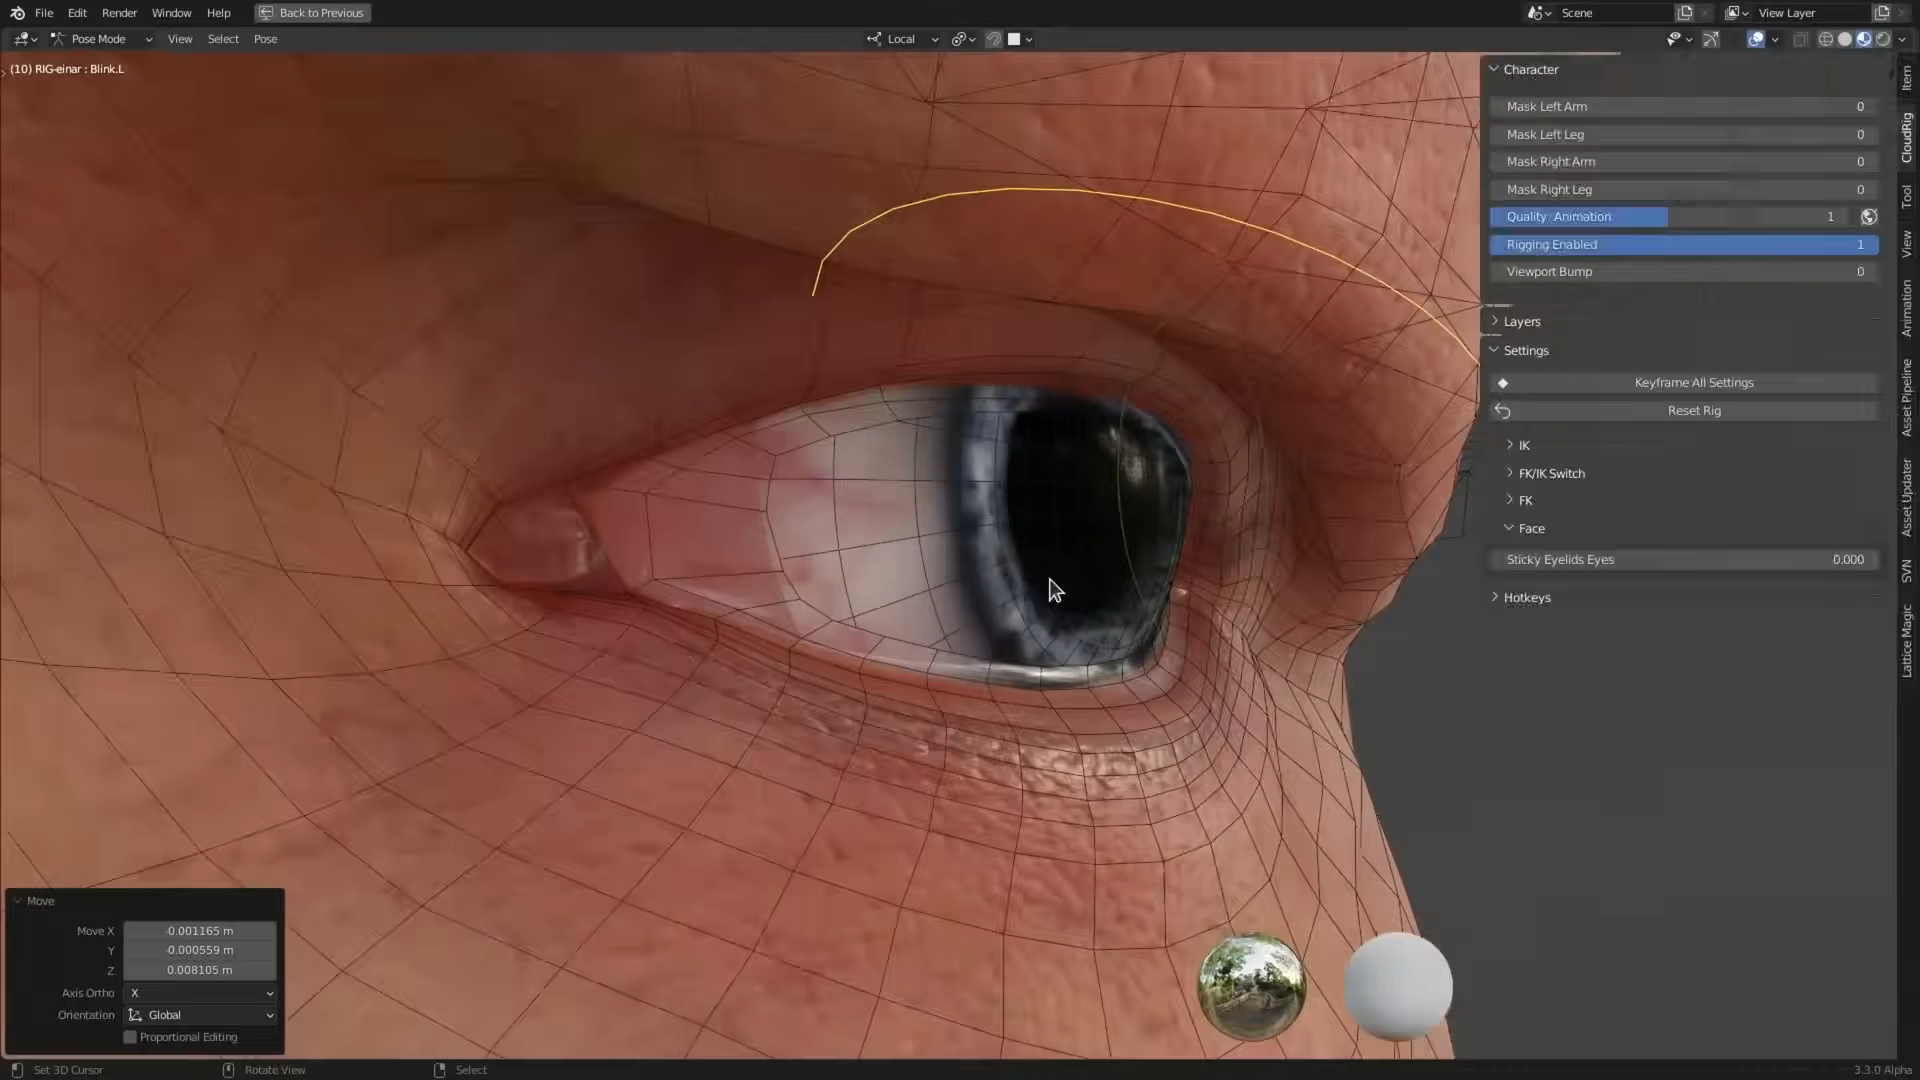 File Edit Render Window Help Back to Previous Scene View Layer
Pose Mode View Select Pose Local
(10) RIG-einar : Blink.L
Character
Mask Left Arm 0
Mask Left Leg 0
Mask Right Arm 0
Mask Right Leg 0
Quality: Animation 1
Rigging Enabled 1
Viewport Bump 0
Layers
Settings
Keyframe All Settings
Reset Rig
IK
FK/IK Switch
FK
Face
Sticky Eyelids Eyes 0.000
Hotkeys
Item
CloudRig
Tool
View
Animation
Asset Pipeline
Asset Updater
SVN
Lattice Magic
Move
Move X -0.001165 m
Y -0.000559 m
Z 0.008105 m
Axis Ortho X
Orientation Global
Proportional Editing
Set 3D Cursor Rotate View Select 3.3.0 Alpha